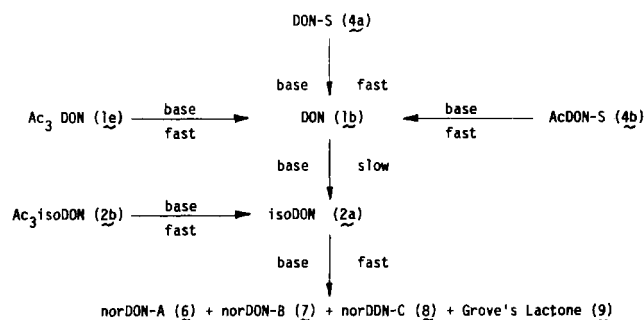 DON-S (4a)
base fast
Ac3 DON (1e) base fast DON (1b) base fast AcDON-S (4b)
base slow
Ac3isoDON (2b) base fast isoDON (2a)
base fast
norDON-A (6) + norDON-B (7) + norDDN-C (8) + Grove's Lactone (9)